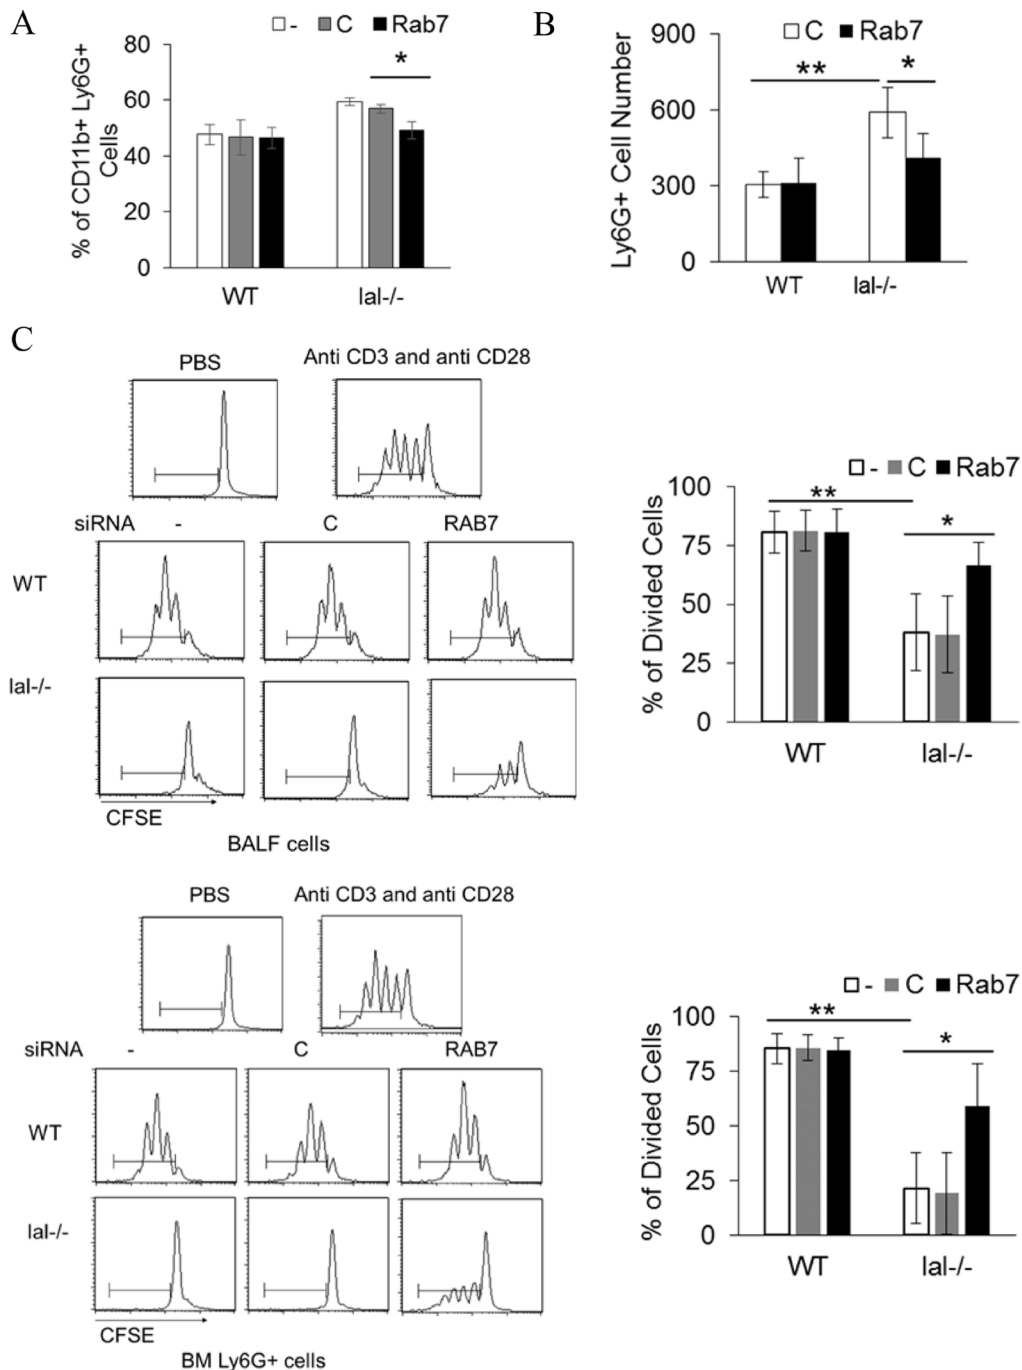 A
- C Rab7
% of CD11b+ Ly6G+
Cells
80
60
40
20
0
*
WT lal-/-
B
C Rab7
Ly6G+ Cell Number
900
600
300
0
** *
WT lal-/-
C
PBS Anti CD3 and anti CD28
siRNA - C RAB7
WT
lal-/-
CFSE
BALF cells
- C Rab7
% of Divided Cells
100
75
50
25
0
** *
WT lal-/-
PBS Anti CD3 and anti CD28
siRNA - C RAB7
WT
lal-/-
CFSE
BM Ly6G+ cells
- C Rab7
% of Divided Cells
100
75
50
25
0
** *
WT lal-/-